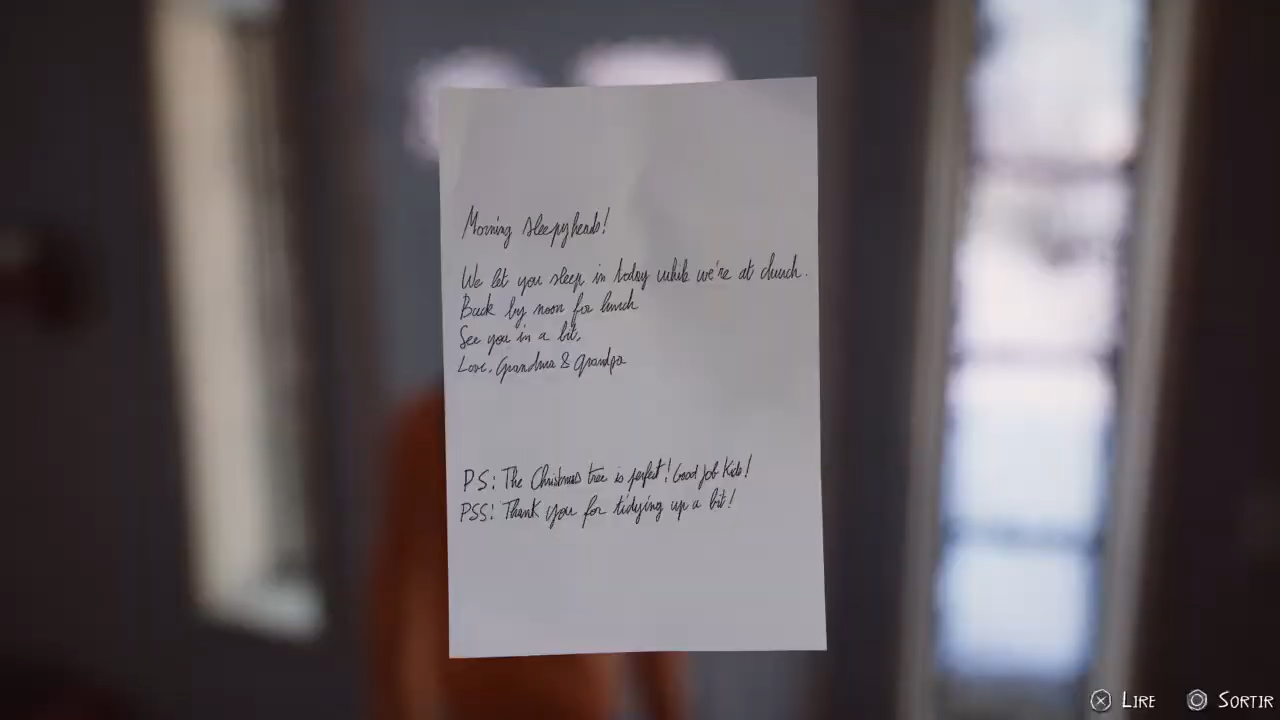 Morning Sleepyheads!
We let you sleep in today while we're at church.
Back by noon for lunch
See you in a bit,
Love, Grandma & Grandpa
PS: The Christmas tree is perfect! Good job Kids!
PSS: Thank you for tidying up a bit!
LIRE SORTIR